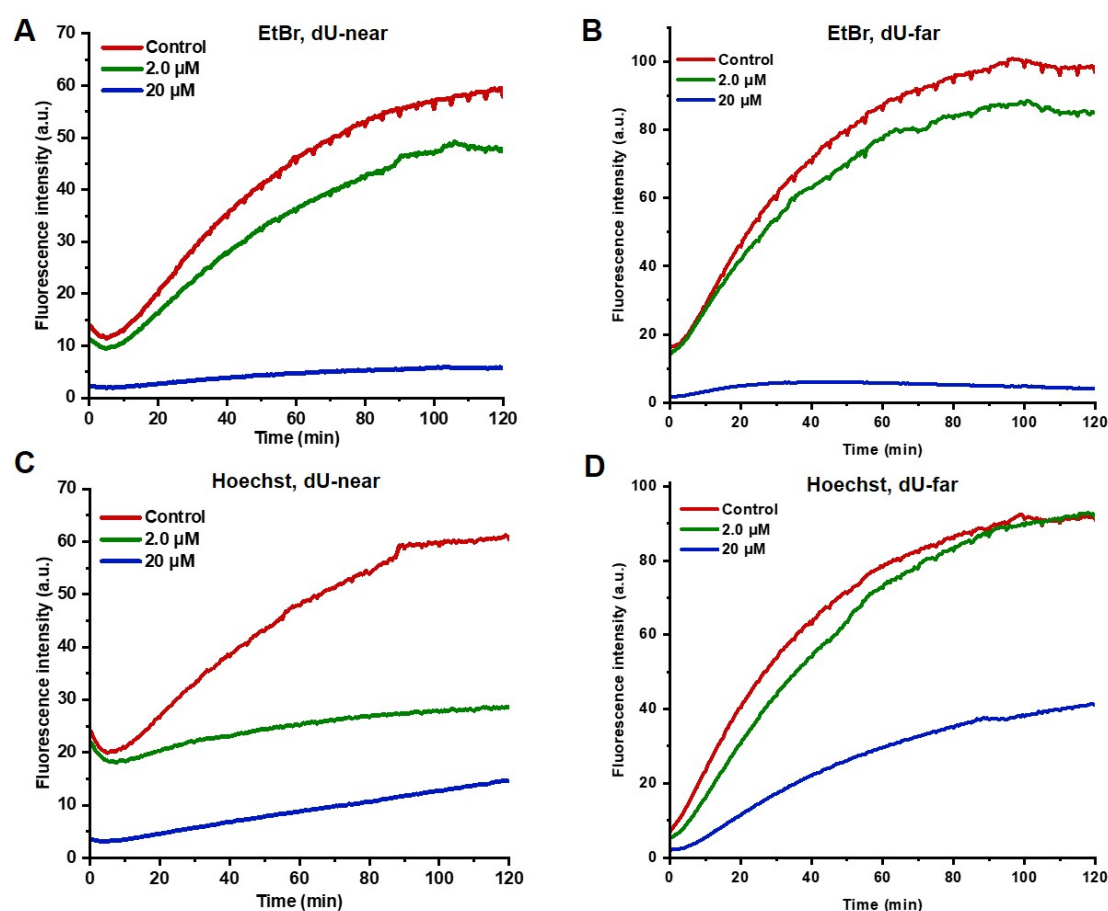 A
EtBr, dU-near
Control
2.0 µM
20 µM
Fluorescence intensity (a.u.)
70
60
50
40
30
20
10
0
0 20 40 60 80 100 120
Time (min)
B
EtBr, dU-far
Control
2.0 µM
20 µM
Fluorescence intensity (a.u.)
100
80
60
40
20
0
0 20 40 60 80 100 120
Time (min)
C
Hoechst, dU-near
Control
2.0 µM
20 µM
Fluorescence intensity (a.u.)
70
60
50
40
30
20
10
0
0 20 40 60 80 100 120
Time (min)
D
Hoechst, dU-far
Control
2.0 µM
20 µM
Fluorescence intensity (a.u.)
100
80
60
40
20
0
0 20 40 60 80 100 120
Time (min)